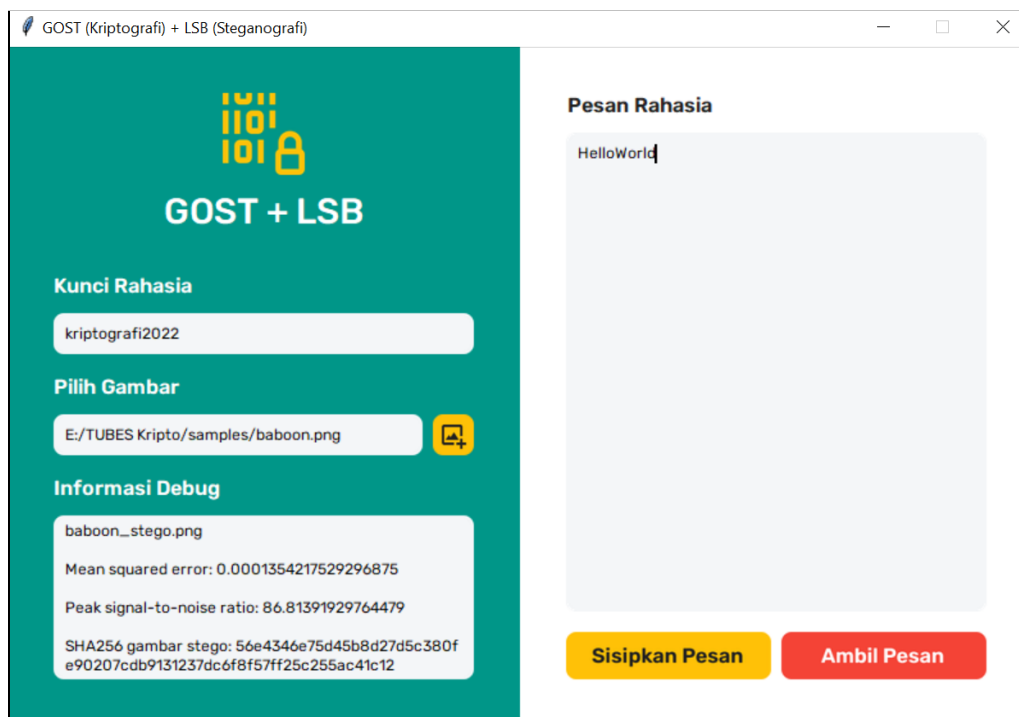 GOST (Kriptografi) + LSB (Steganografi)
GOST + LSB
Kunci Rahasia
kriptografi2022
Pilih Gambar
E:/TUBES Kripto/samples/baboon.png
Informasi Debug
baboon_stego.png
Mean squared error: 0.0001354217529296875
Peak signal-to-noise ratio: 86.81391929764479
SHA256 gambar stego: 56e4346e75d45b8d27d5c380f
e90207cdb9131237dc6f8f57ff25c255ac41c12
Pesan Rahasia
HelloWorld
Sisipkan Pesan
Ambil Pesan